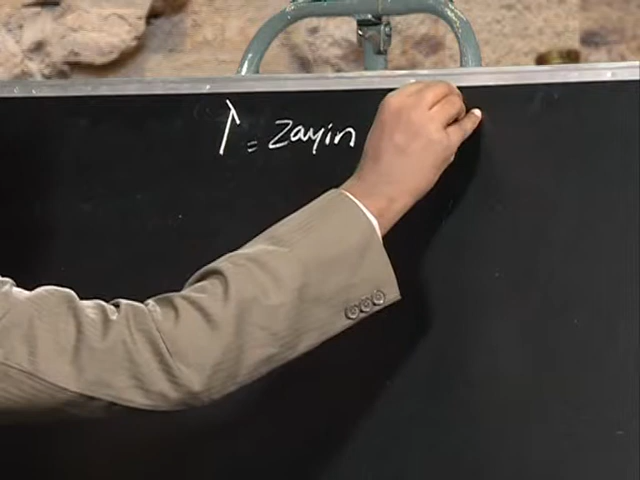 ז = zayin